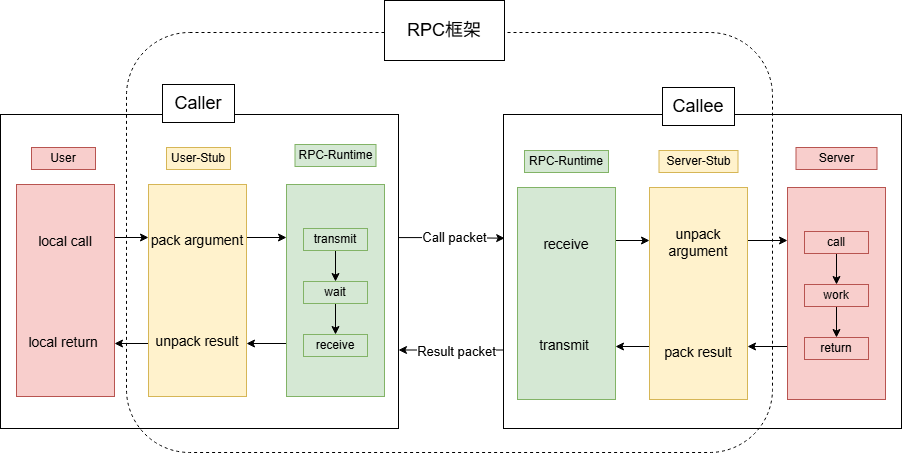 RPC框架
Caller
Callee
User
User-Stub
RPC-Runtime
RPC-Runtime
Server-Stub
Server
local call
pack argument
transmit
wait
receive
local return
unpack result
Call packet
Result packet
receive
transmit
unpack
argument
pack result
call
work
return